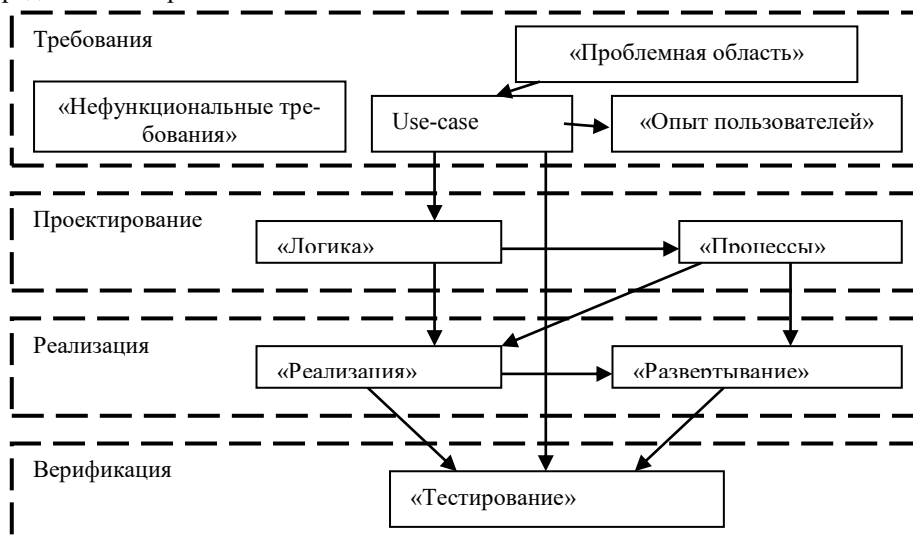 Требования
«Проблемная область»
«Нефункциональные тре-
бования»
Use-case
«Опыт пользователей»
Проектирование
«Логика»
«Процессы»
Реализация
«Реализация»
«Развертывание»
Верификация
«Тестирование»